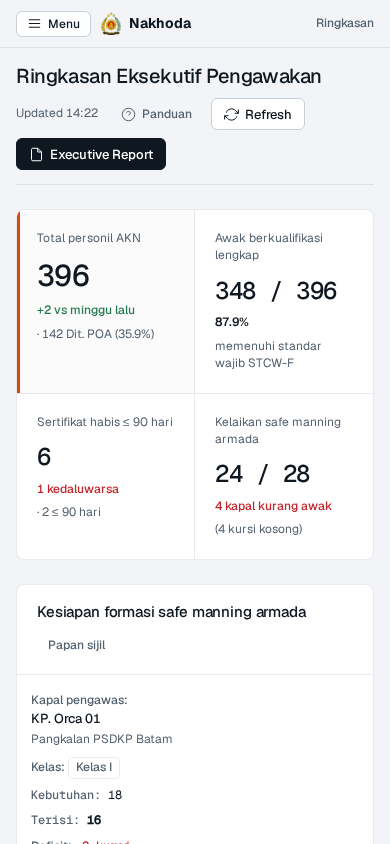 Menu
Nakhoda
Ringkasan
Ringkasan Eksekutif Pengawakan
Updated 14:22
Panduan
Refresh
Executive Report
Total personil AKN
396
+2 vs minggu lalu
· 142 Dit. POA (35.9%)
Awak berkualifikasi
lengkap
348 / 396
87.9%
memenuhi standar
wajib STCW-F
Sertifikat habis ≤ 90 hari
6
1 kedaluwarsa
· 2 ≤ 90 hari
Kelaikan safe manning
armada
24 / 28
4 kapal kurang awak
(4 kursi kosong)
Kesiapan formasi safe manning armada
Papan sijil
Kapal pengawas:
KP. Orca 01
Pangkalan PSDKP Batam
Kelas: Kelas I
Kebutuhan: 18
Terisi: 16